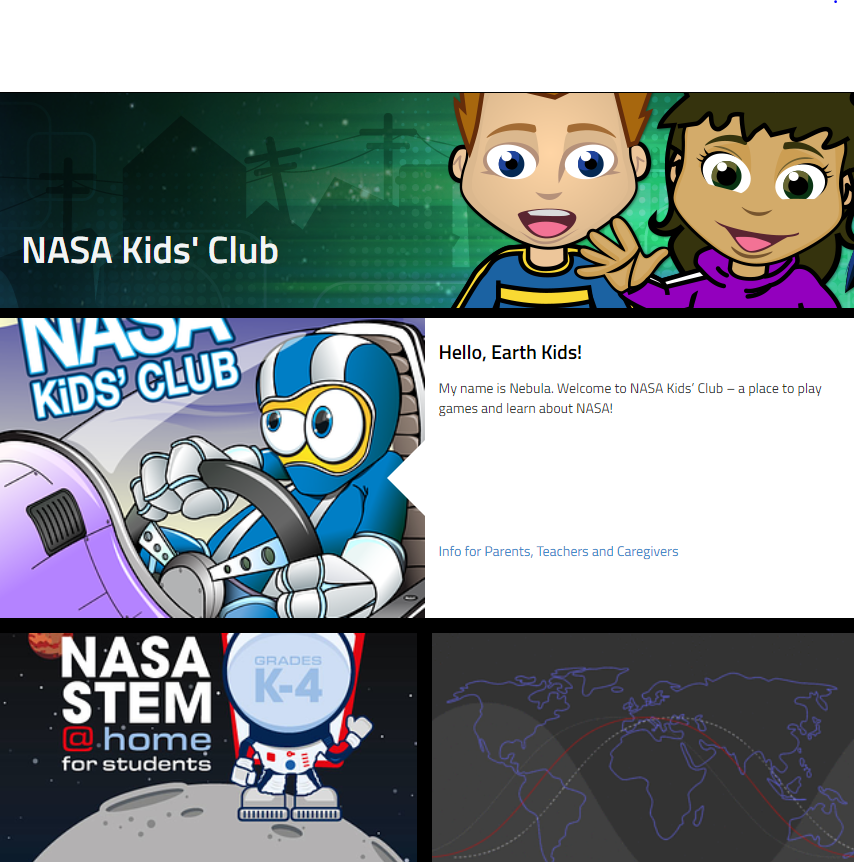 NASA Kids' Club
NASA
KiDS' CLUB
Hello, Earth Kids!
My name is Nebula. Welcome to NASA Kids’ Club – a place to play
games and learn about NASA!
Info for Parents, Teachers and Caregivers
NASA
STEM
@home
for students
GRADES
K-4